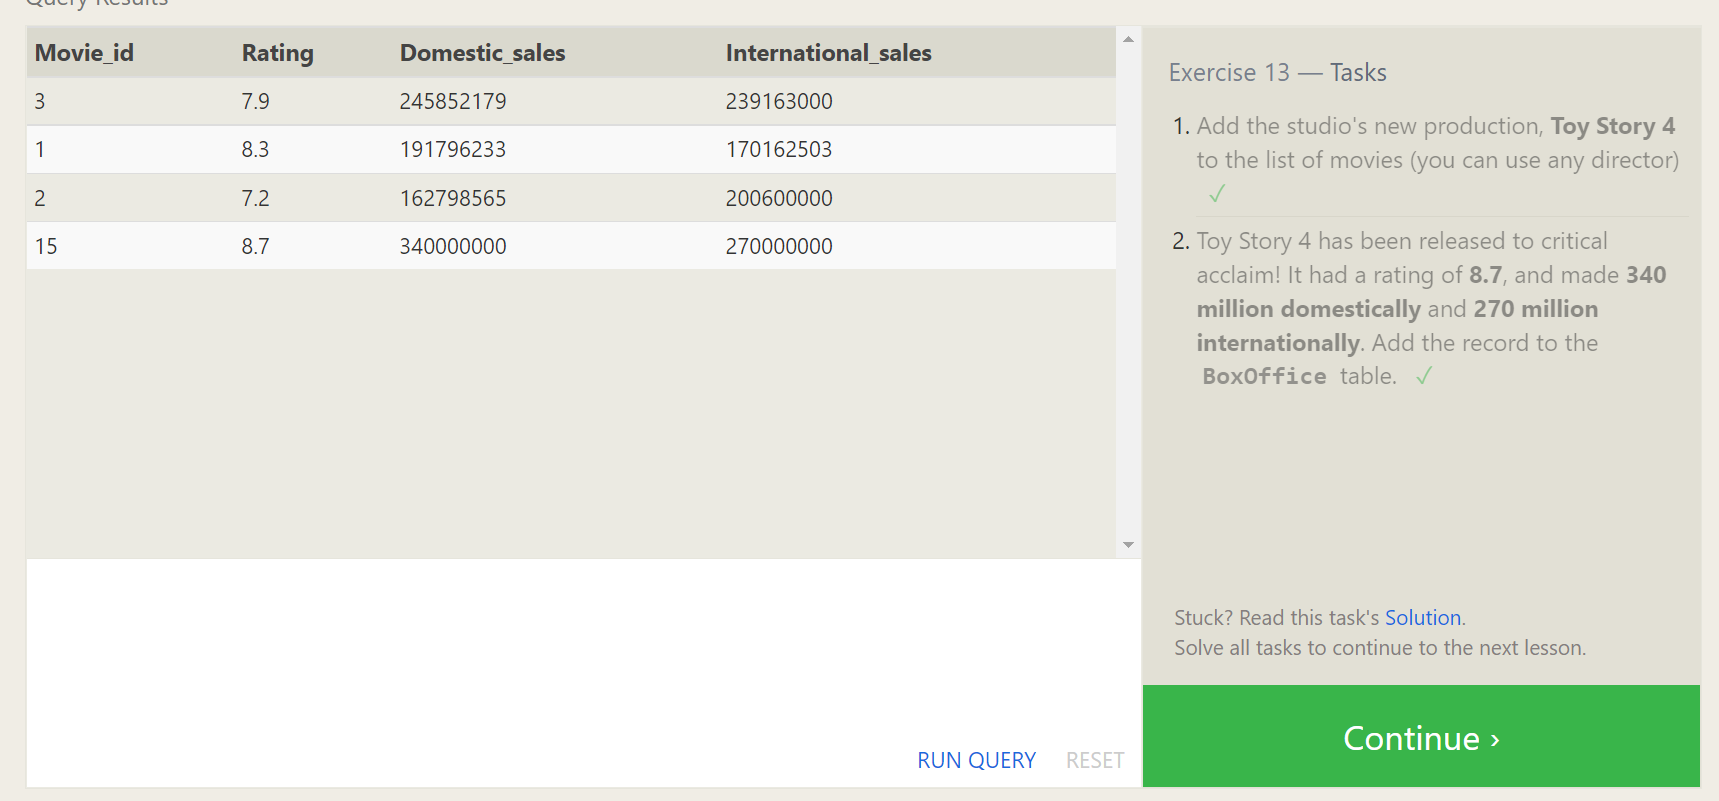 Query Results
Movie_id Rating Domestic_sales International_sales
3 7.9 245852179 239163000
1 8.3 191796233 170162503
2 7.2 162798565 200600000
15 8.7 340000000 270000000
RUN QUERY RESET
Exercise 13 — Tasks
1. Add the studio's new production, Toy Story 4
to the list of movies (you can use any director)
✓
2. Toy Story 4 has been released to critical
acclaim! It had a rating of 8.7, and made 340
million domestically and 270 million
internationally. Add the record to the
BoxOffice table. ✓
Stuck? Read this task's Solution.
Solve all tasks to continue to the next lesson.
Continue ›